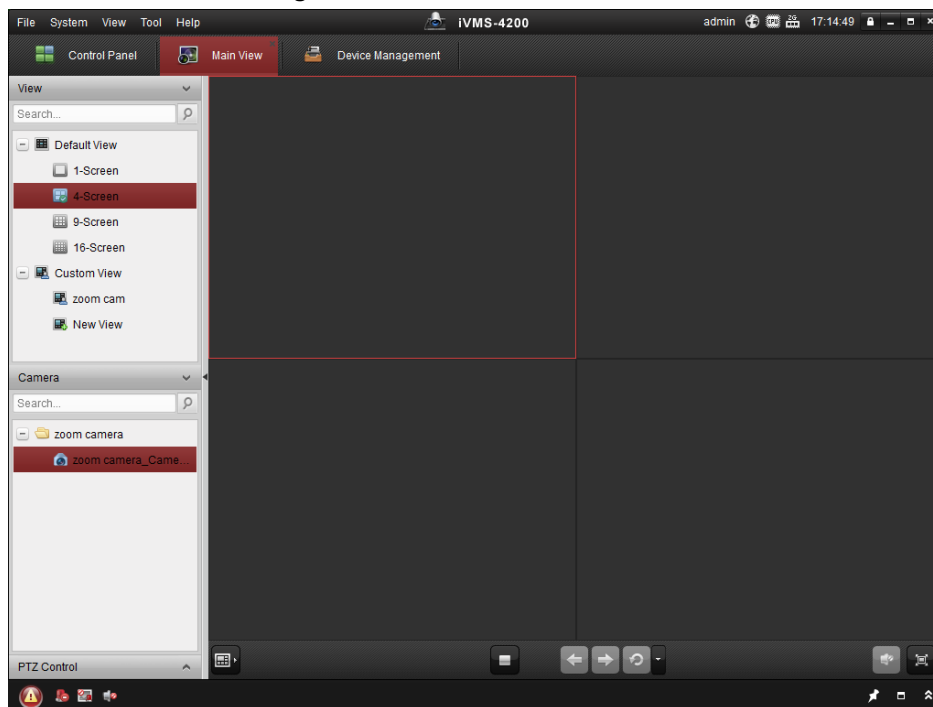 File System View Tool Help iVMS-4200 admin CPU 2G 17:14:49
Control Panel Main View Device Management
View
Search...
Default View
1-Screen
4-Screen
9-Screen
16-Screen
Custom View
zoom cam
New View
Camera
Search...
zoom camera
zoom camera_Came...
PTZ Control